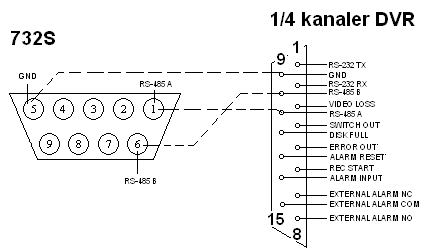 1/4 kanaler DVR
732S
9
1
RS-485 A
GND
RS-232 TX
GND
RS-232 RX
RS-485 B
VIDEO LOSS
RS-485 A
SWITCH OUT
DISK FULL
ERROR OUT
ALARM RESET
REC START
ALARM INPUT
EXTERNAL ALARM NC
EXTERNAL ALARM COM
EXTERNAL ALARM NO
5 4 3 2 1
9 8 7 6
RS-485 B
15
8